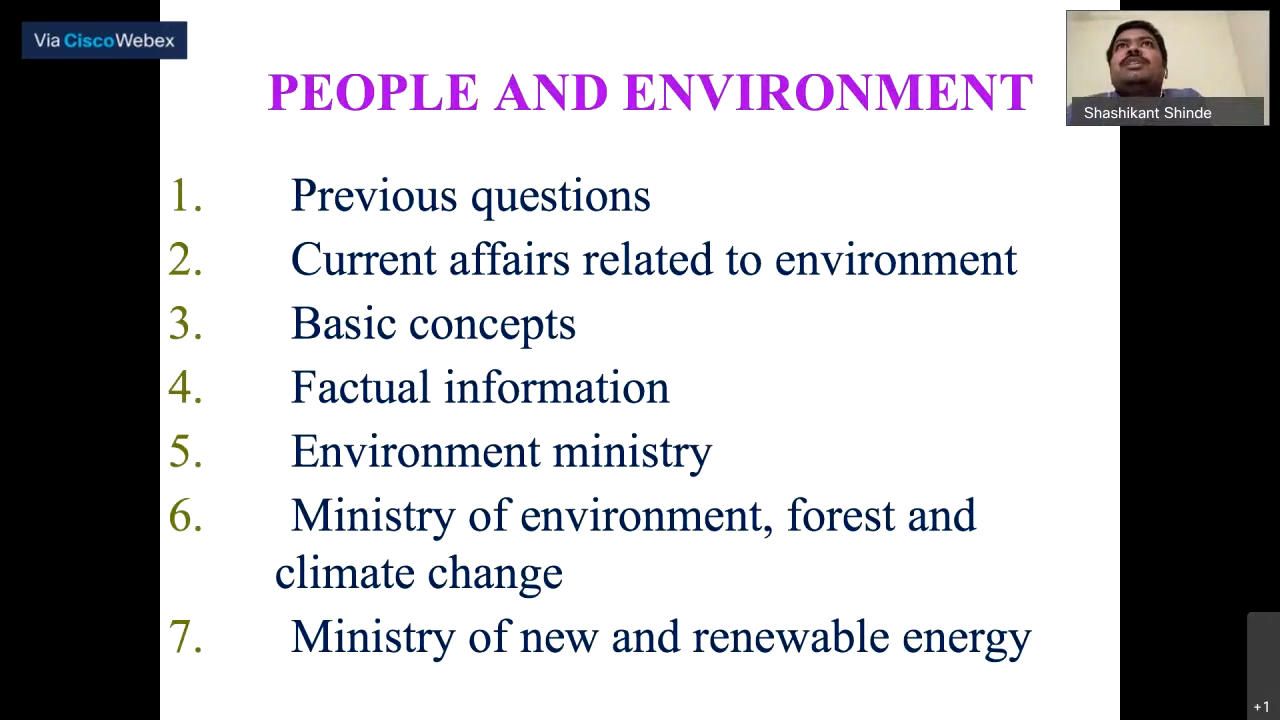 Via CiscoWebex
PEOPLE AND ENVIRONMENT
Shashikant Shinde
1. Previous questions
2. Current affairs related to environment
3. Basic concepts
4. Factual information
5. Environment ministry
6. Ministry of environment, forest and
climate change
7. Ministry of new and renewable energy
+1